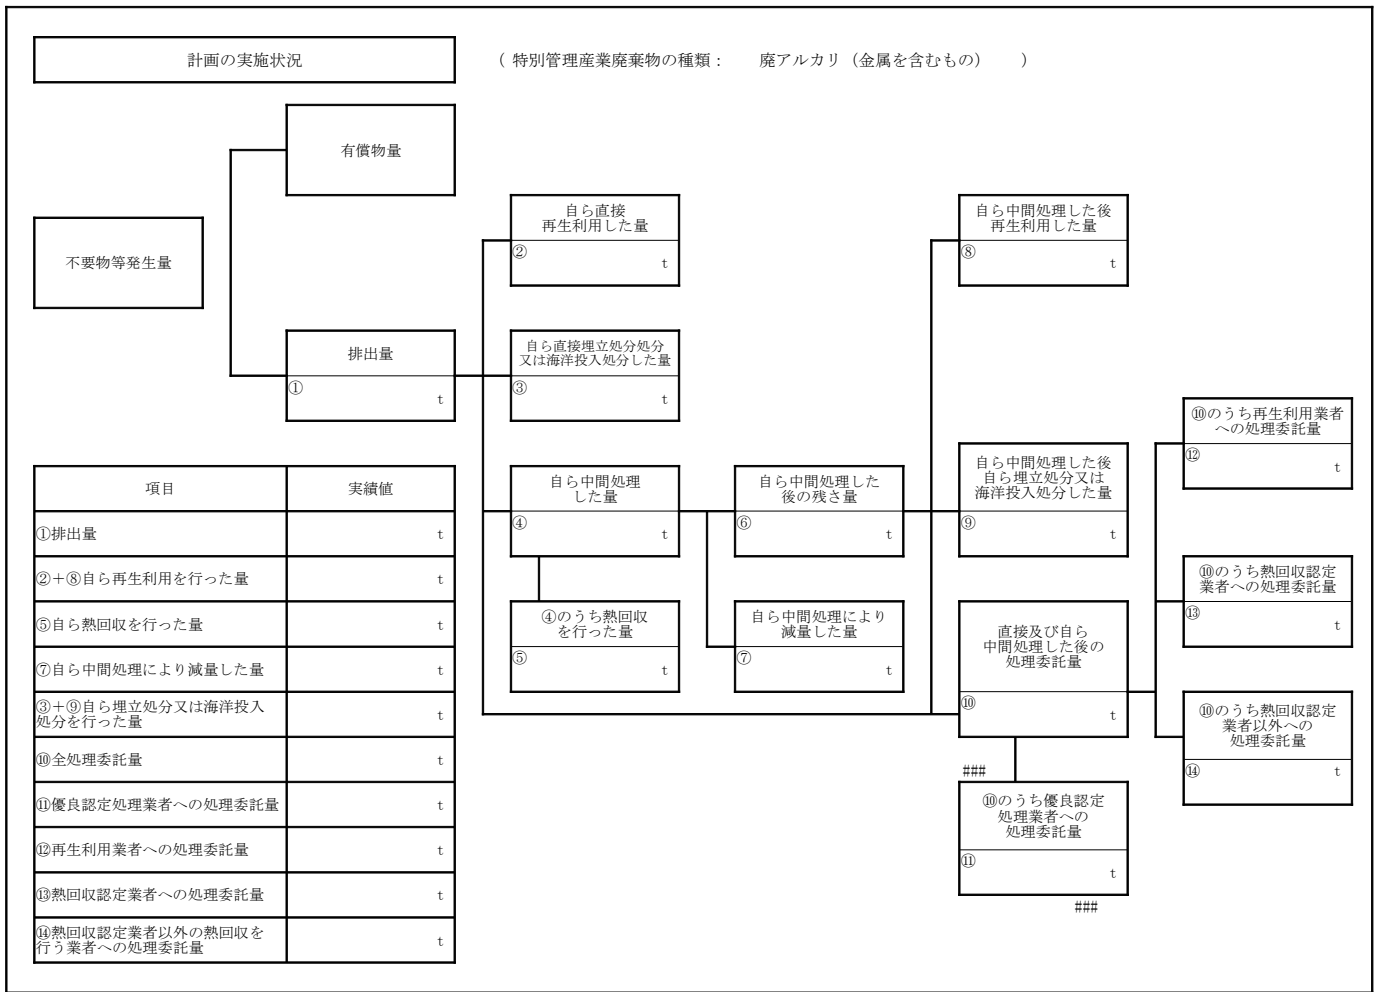 計画の実施状況
（ 特別管理産業廃棄物の種類： 廃アルカリ（金属を含むもの） ）
有償物量
不要物等発生量
自ら直接
再生利用した量
②
t
自ら中間処理した後
再生利用した量
⑧
t
排出量
①
t
自ら直接埋立処分処分
又は海洋投入処分した量
③
t
⑩のうち再生利用業者
への処理委託量
⑫
t
自ら中間処理
した量
④
t
自ら中間処理した
後の残さ量
⑥
t
自ら中間処理した後
自ら埋立処分又は
海洋投入処分した量
⑨
t
⑩のうち熱回収認定
業者への処理委託量
⑬
t
④のうち熱回収
を行った量
⑤
t
自ら中間処理により
減量した量
⑦
t
直接及び自ら
中間処理した後の
処理委託量
⑩
t
⑩のうち熱回収認定
業者以外への
処理委託量
⑭
t
###
⑩のうち優良認定
処理業者への
処理委託量
⑪
t
###
項目 実績値
①排出量 t
②＋⑧自ら再生利用を行った量 t
⑤自ら熱回収を行った量 t
⑦自ら中間処理により減量した量 t
③＋⑨自ら埋立処分又は海洋投入
処分を行った量 t
⑩全処理委託量 t
⑪優良認定処理業者への処理委託量 t
⑫再生利用業者への処理委託量 t
⑬熱回収認定業者への処理委託量 t
⑭熱回収認定業者以外の熱回収を
行う業者への処理委託量 t